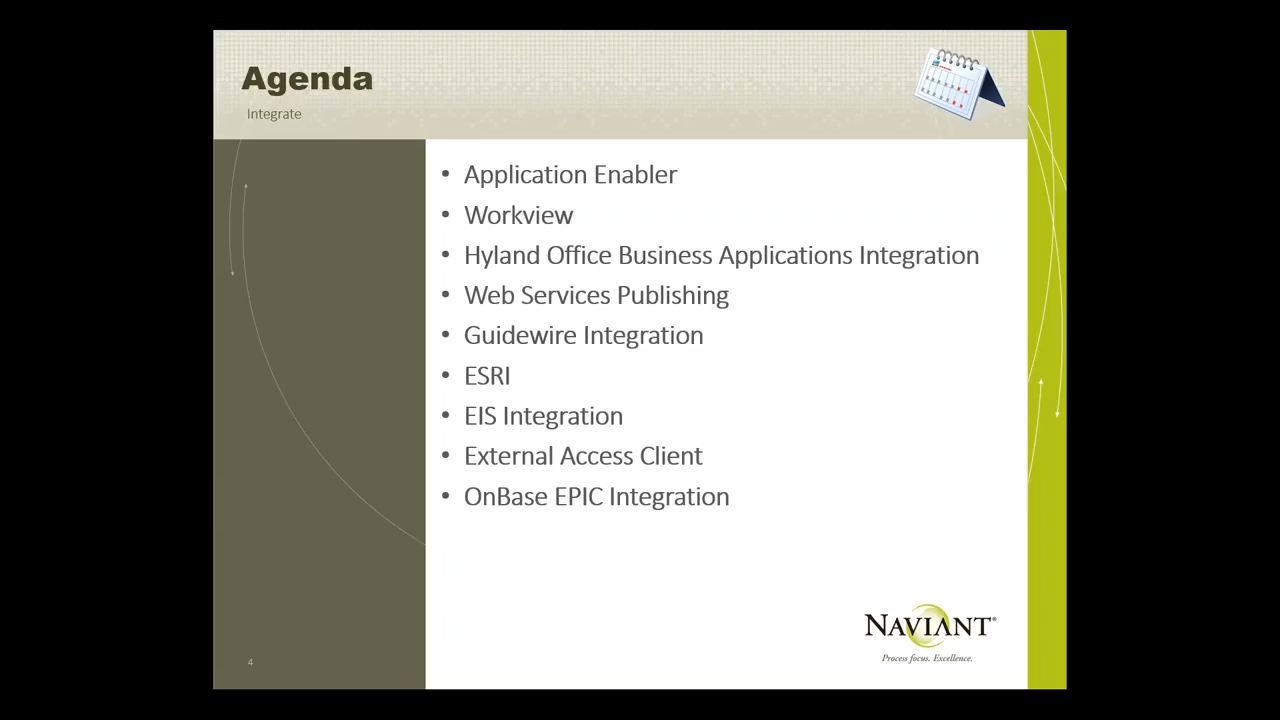 Agenda
Integrate
• Application Enabler
• Workview
• Hyland Office Business Applications Integration
• Web Services Publishing
• Guidewire Integration
• ESRI
• EIS Integration
• External Access Client
• OnBase EPIC Integration
NAVIANT®
Process focus. Excellence.
4